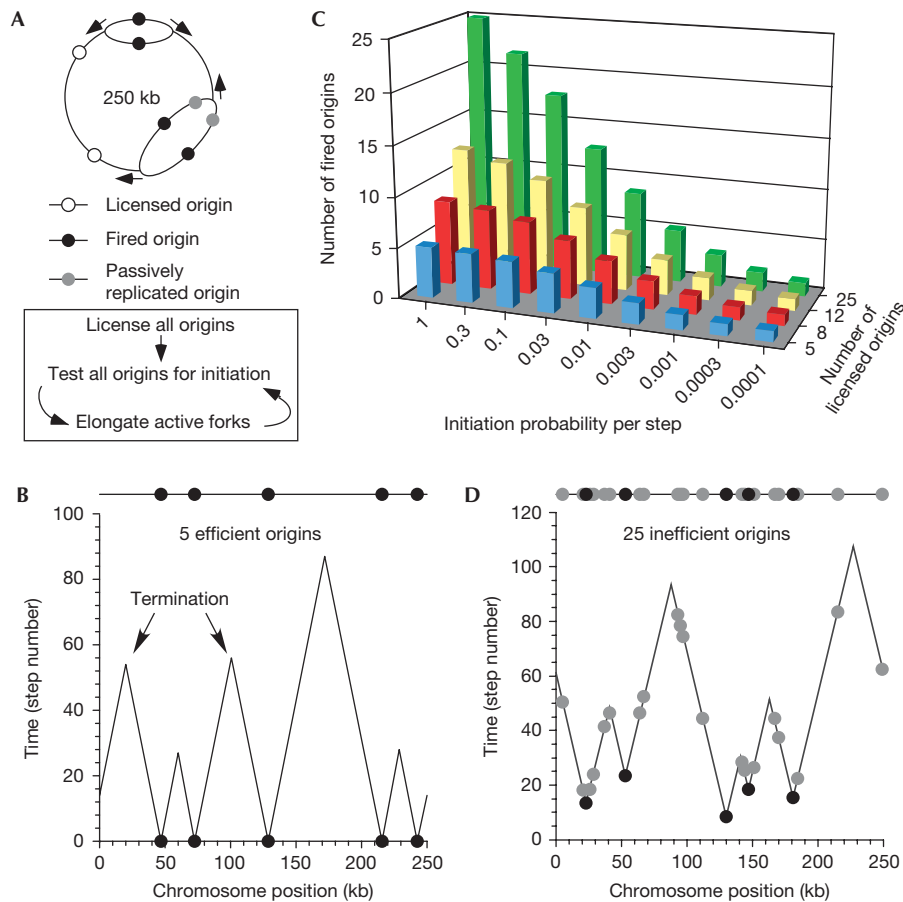 A
250 kb
Licensed origin
Fired origin
Passively
replicated origin
License all origins
Test all origins for initiation
Elongate active forks
C
Number of fired origins
25
20
15
10
5
0
1
0.3
0.1
0.03
0.01
0.003
0.001
0.0003
0.0001
Initiation probability per step
25
12
8
5
Number of
licensed origins
B
5 efficient origins
Termination
Time (step number)
100
80
60
40
20
0
0
50
100
150
200
250
Chromosome position (kb)
D
25 inefficient origins
Time (step number)
120
100
80
60
40
20
0
0
50
100
150
200
250
Chromosome position (kb)